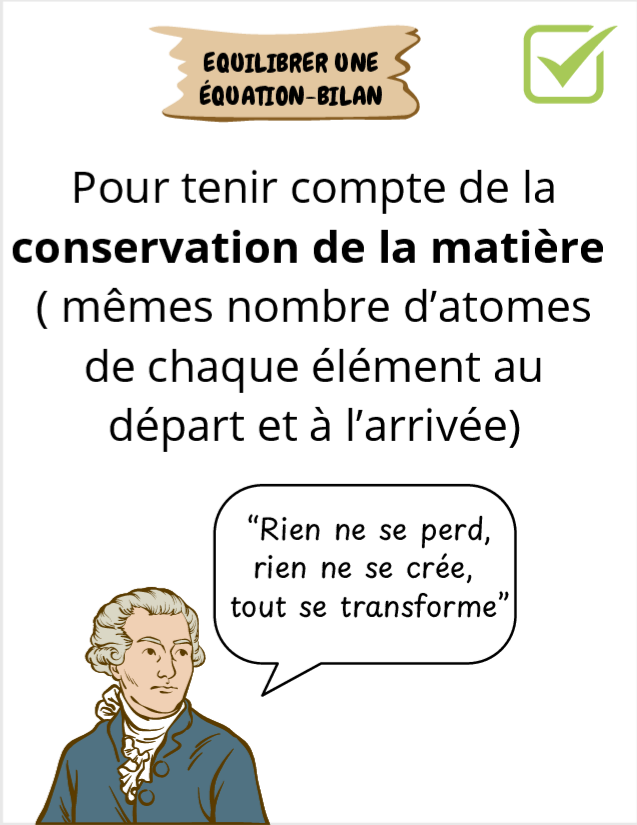 EQUILIBRER UNE
ÉQUATION-BILAN
Pour tenir compte de la
conservation de la matière
( mêmes nombre d’atomes
de chaque élément au
départ et à l’arrivée)
“Rien ne se perd,
rien ne se crée,
tout se transforme”